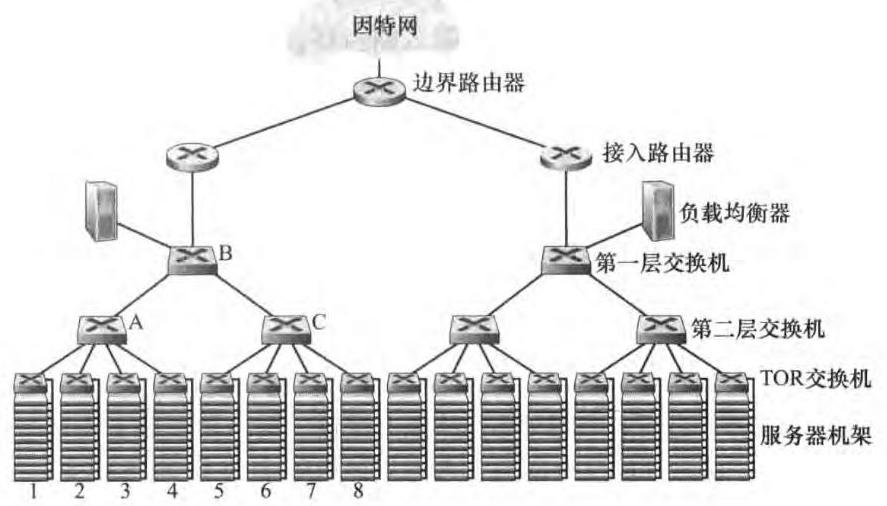 因特网
边界路由器
接入路由器
负载均衡器
B
第一层交换机
A
C
第二层交换机
TOR交换机
服务器机架
1 2 3 4 5 6 7 8